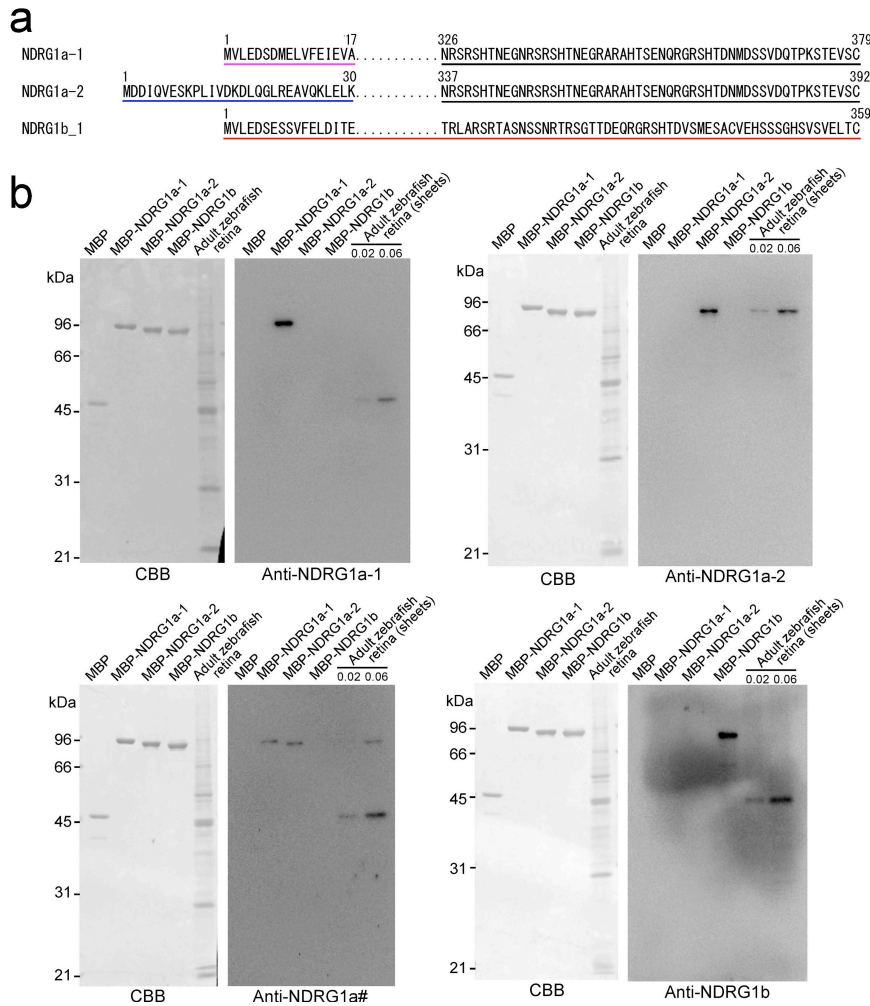 a
1 17 326 379
NDRG1a-1 MVLEDSDMELVFEIEVA........... NRSRSHTNEGNRSRSHTNEGRARAHTSENQRGRSHTDNMDSSVDQTPKSTEVSC
1 30 337 392
NDRG1a-2 MDDIQVESKPLIVDKDLQGLREAVQKLELK........... NRSRSHTNEGNRSRSHTNEGRARAHTSENQRGRSHTDNMDSSVDQTPKSTEVSC
1 359
NDRG1b_1 MVLEDSESSVFELDITE........... TRLARSRTASNSSNRTRSGTTDEQRGRSHTDVSMESACVEHSSSGHSVSVELTC
b
MBP
MBP-NDRG1a-1
MBP-NDRG1a-2
MBP-NDRG1b
Adult zebrafish
retina
MBP
MBP-NDRG1a-1
MBP-NDRG1a-2
MBP-NDRG1b
Adult zebrafish
retina (sheets)
0.02 0.06
kDa
96
66
45
31
21
CBB
Anti-NDRG1a-1
MBP
MBP-NDRG1a-1
MBP-NDRG1a-2
MBP-NDRG1b
Adult zebrafish
retina
MBP
MBP-NDRG1a-1
MBP-NDRG1a-2
MBP-NDRG1b
Adult zebrafish
retina (sheets)
0.02 0.06
kDa
96
66
45
31
21
CBB
Anti-NDRG1a-2
MBP
MBP-NDRG1a-1
MBP-NDRG1a-2
MBP-NDRG1b
Adult zebrafish
retina
MBP
MBP-NDRG1a-1
MBP-NDRG1a-2
MBP-NDRG1b
Adult zebrafish
retina (sheets)
0.02 0.06
kDa
96
66
45
31
21
CBB
Anti-NDRG1a#
MBP
MBP-NDRG1a-1
MBP-NDRG1a-2
MBP-NDRG1b
Adult zebrafish
retina
MBP
MBP-NDRG1a-1
MBP-NDRG1a-2
MBP-NDRG1b
Adult zebrafish
retina (sheets)
0.02 0.06
kDa
96
66
45
31
21
CBB
Anti-NDRG1b